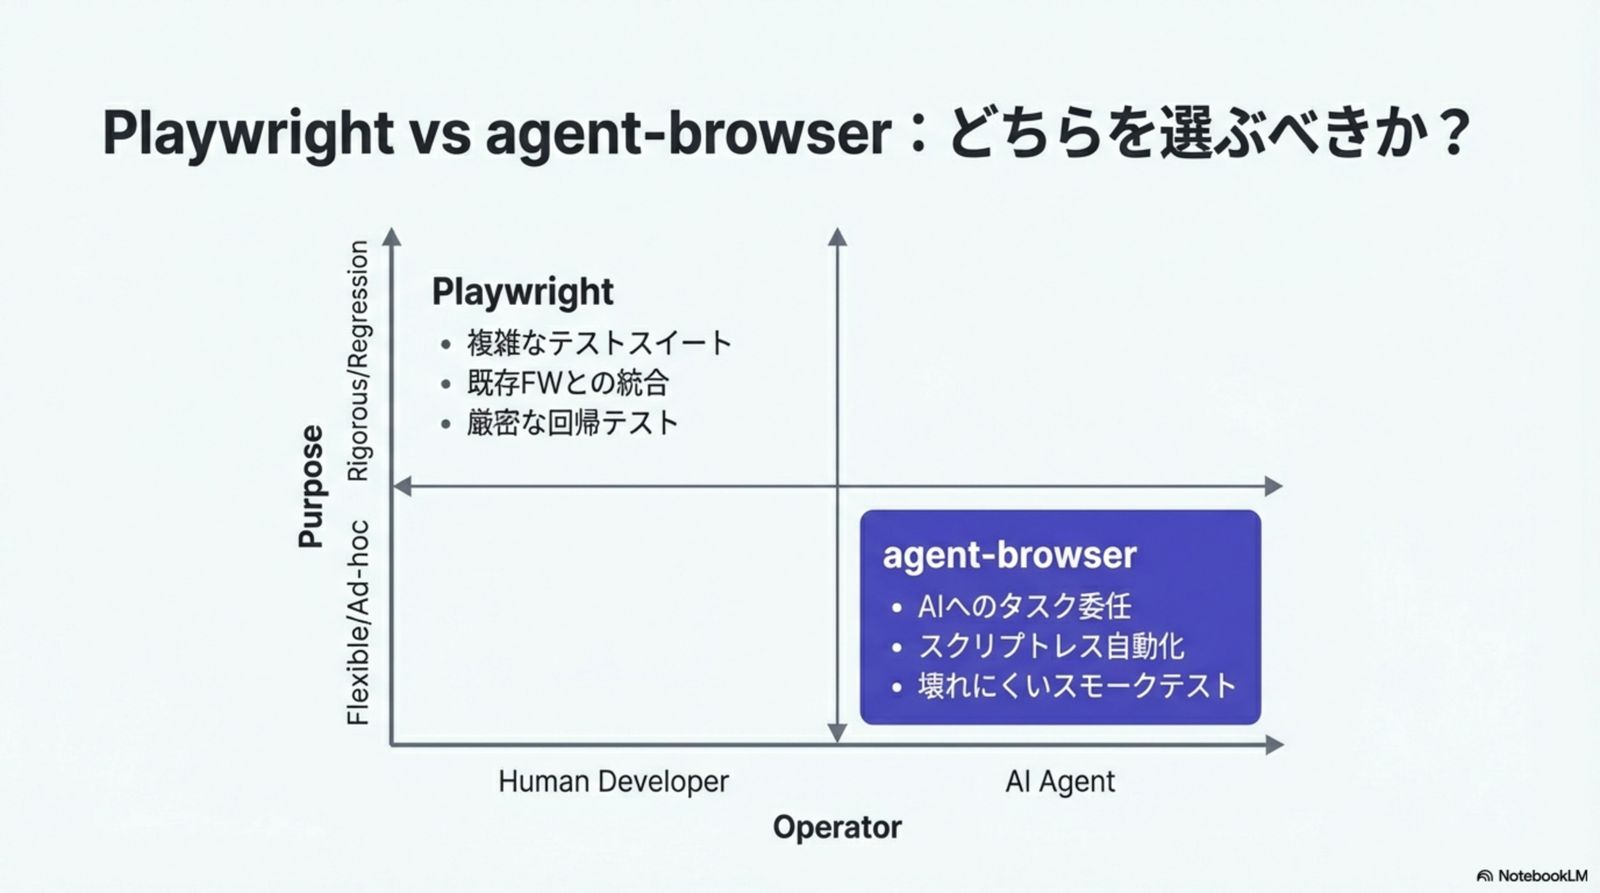 Playwright vs agent-browser：どちらを選ぶべきか？
Purpose
Rigorous/Regression
Flexible/Ad-hoc
Playwright
• 複雑なテストスイート
• 既存FWとの統合
• 厳密な回帰テスト
agent-browser
• AIへのタスク委任
• スクリプトレス自動化
• 壊れにくいスモークテスト
Human Developer
AI Agent
Operator
NotebookLM